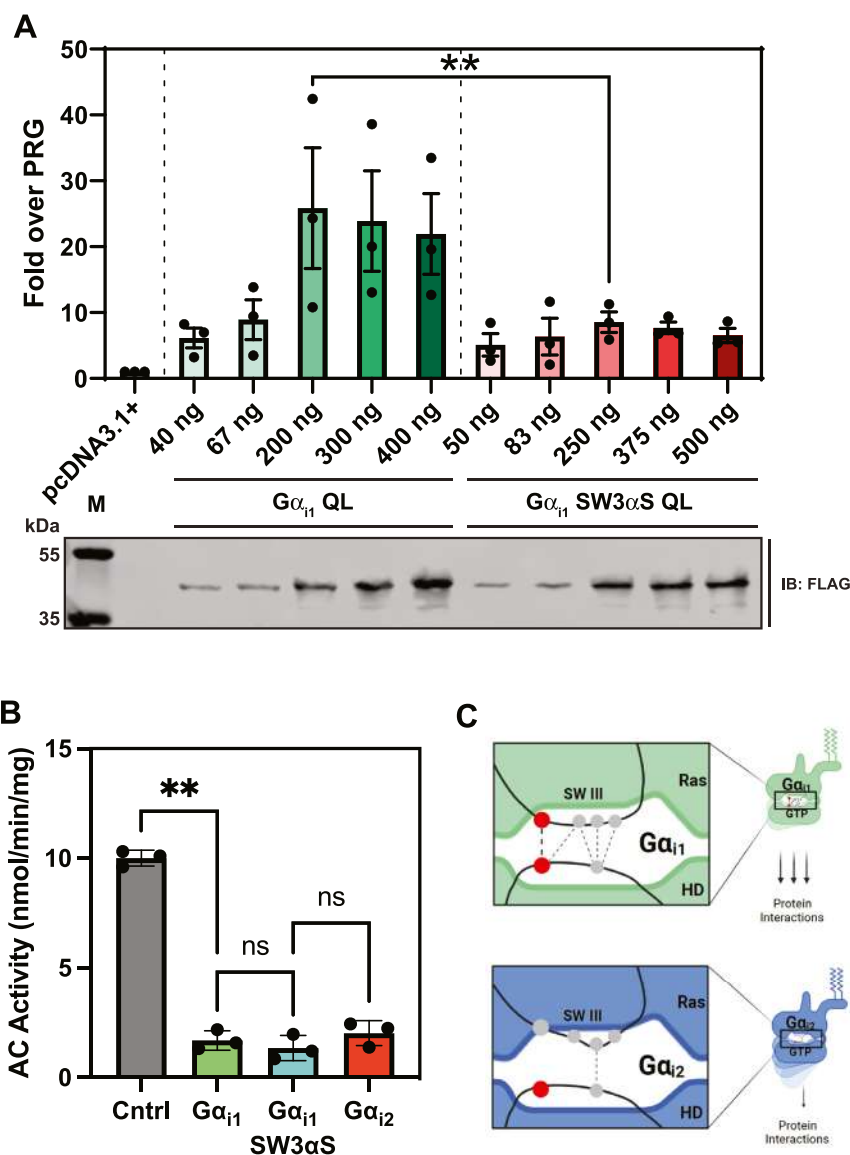 A
Fold over PRG
50
40
30
20
10
0
**
pcDNA3.1+
40 ng
67 ng
200 ng
300 ng
400 ng
50 ng
83 ng
250 ng
375 ng
500 ng
M
Gαi1 QL
Gαi1 SW3αS QL
kDa
55
35
IB: FLAG
B
AC Activity (nmol/min/mg)
15
10
5
0
**
ns
ns
Cntrl
Gαi1
Gαi1
SW3αS
Gαi2
C
SW III
Ras
Gαi1
HD
Gαi1
GTP
Protein
Interactions
SW III
Ras
Gαi2
HD
Gαi2
GTP
Protein
Interactions